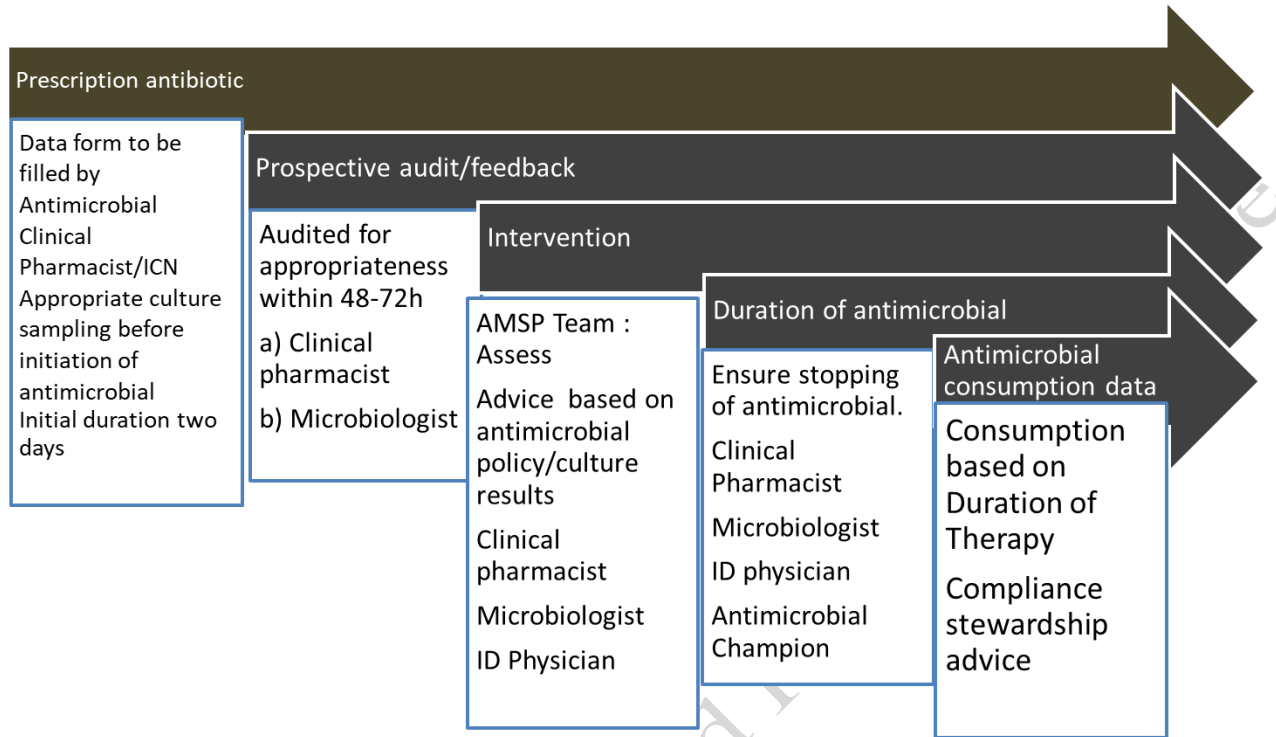 Prescription antibiotic
Data form to be
filled by
Antimicrobial
Clinical
Pharmacist/ICN
Appropriate culture
sampling before
initiation of
antimicrobial
Initial duration two
days
Prospective audit/feedback
Audited for
appropriateness
within 48-72h
a) Clinical
pharmacist
b) Microbiologist
Intervention
AMSP Team :
Assess
Advice based on
antimicrobial
policy/culture
results
Clinical
pharmacist
Microbiologist
ID Physician
Duration of antimicrobial
Ensure stopping
of antimicrobial.
Clinical
Pharmacist
Microbiologist
ID physician
Antimicrobial
Champion
Antimicrobial
consumption data
Consumption
based on
Duration of
Therapy
Compliance
stewardship
advice